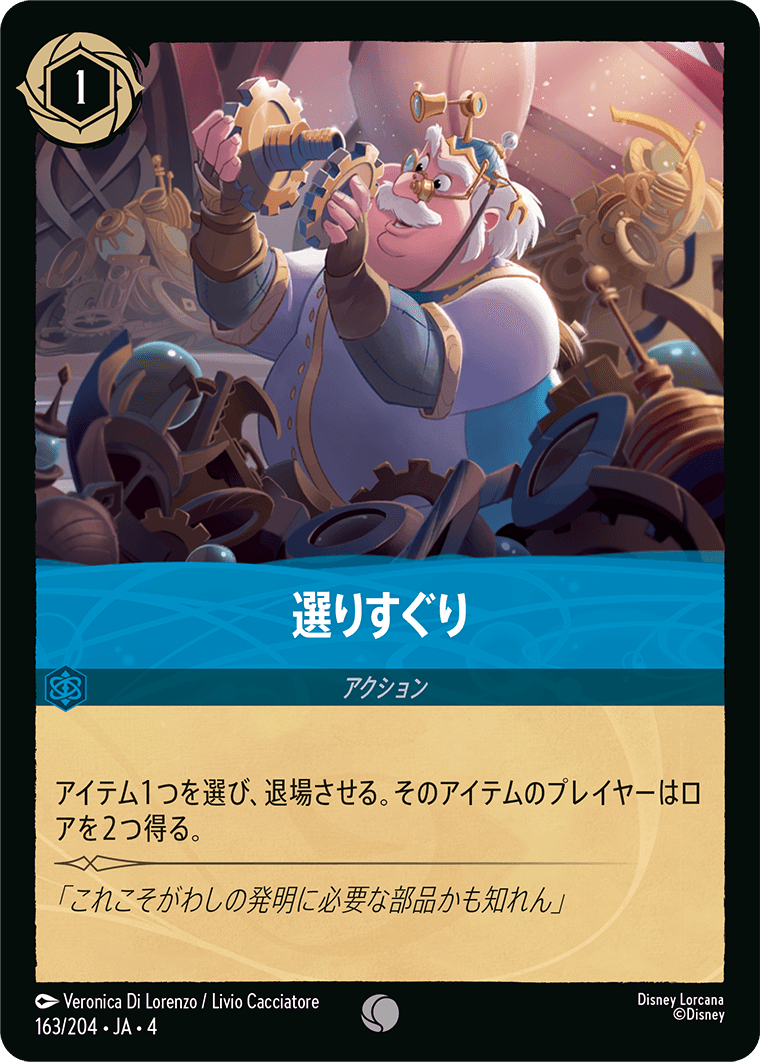 1
選りすぐり
アクション
アイテム1つを選び、退場させる。そのアイテムのプレイヤーはロ
アを2つ得る。
「これこそがわしの発明に必要な部品かも知れん」
Veronica Di Lorenzo / Livio Cacciatore
163/204 • JA • 4
Disney Lorcana
©Disney